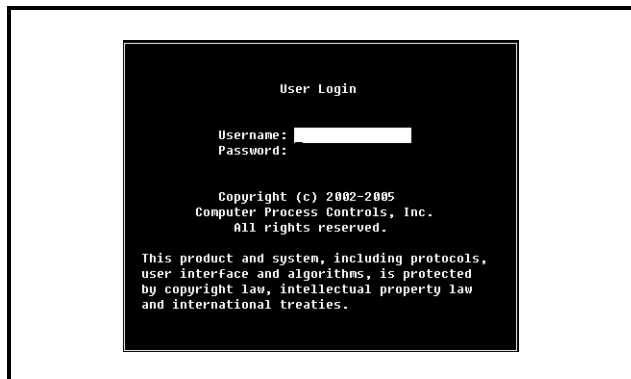 User Login
Username: _
Password:
Copyright (c) 2002-2005
Computer Process Controls, Inc.
All rights reserved.
This product and system, including protocols,
user interface and algorithms, is protected
by copyright law, intellectual property law
and international treaties.